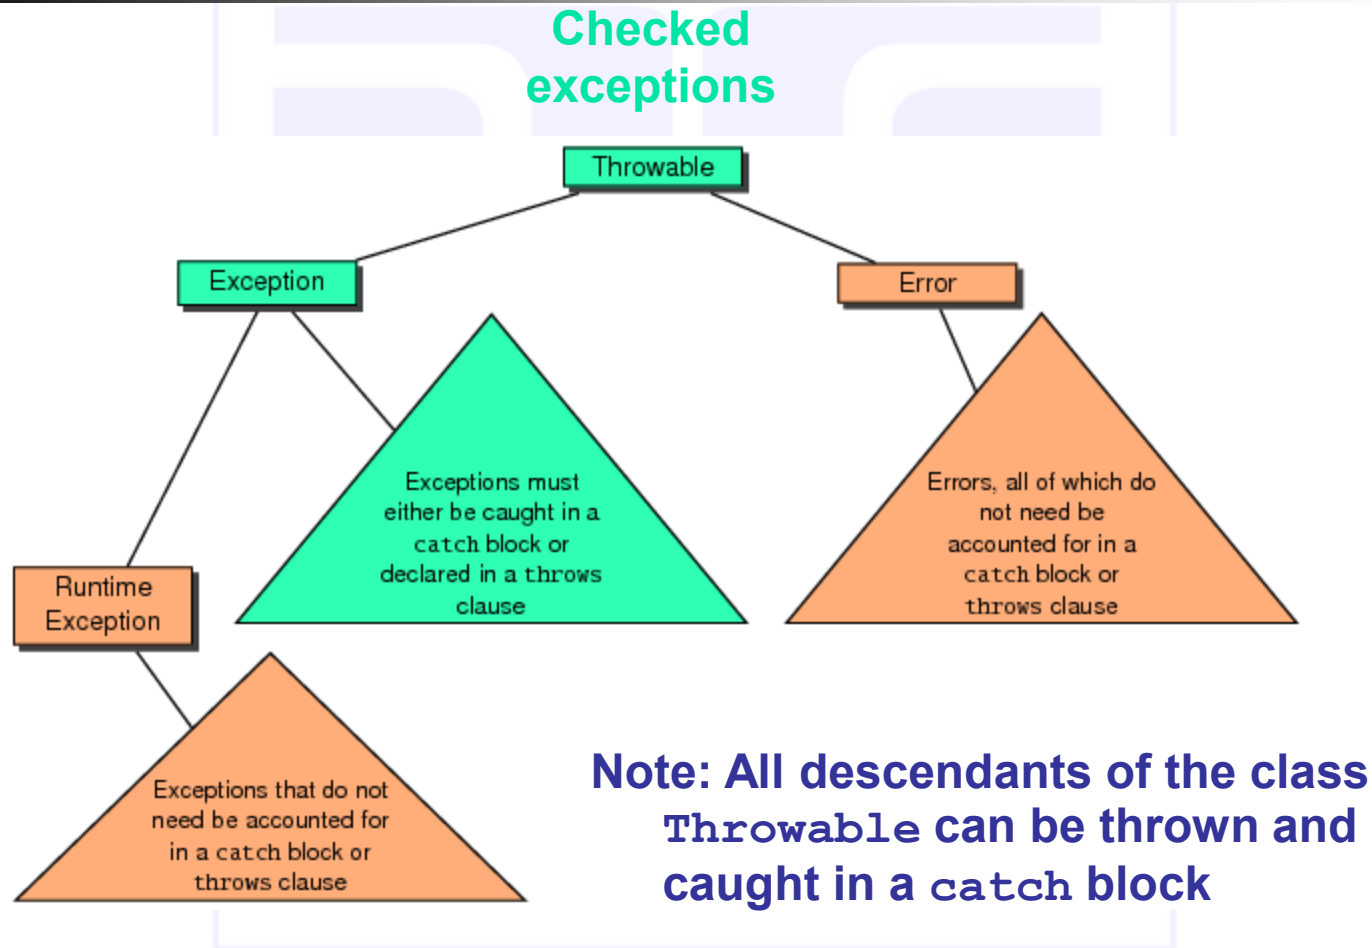 Checked
exceptions
Throwable
Exception
Error
Exceptions must
either be caught in a
catch block or
declared in a throws
clause
Errors, all of which do
not need be
accounted for in a
catch block or
throws clause
Runtime
Exception
Exceptions that do not
need be accounted for
in a catch block or
throws clause
Note: All descendants of the class
Throwable can be thrown and
caught in a catch block